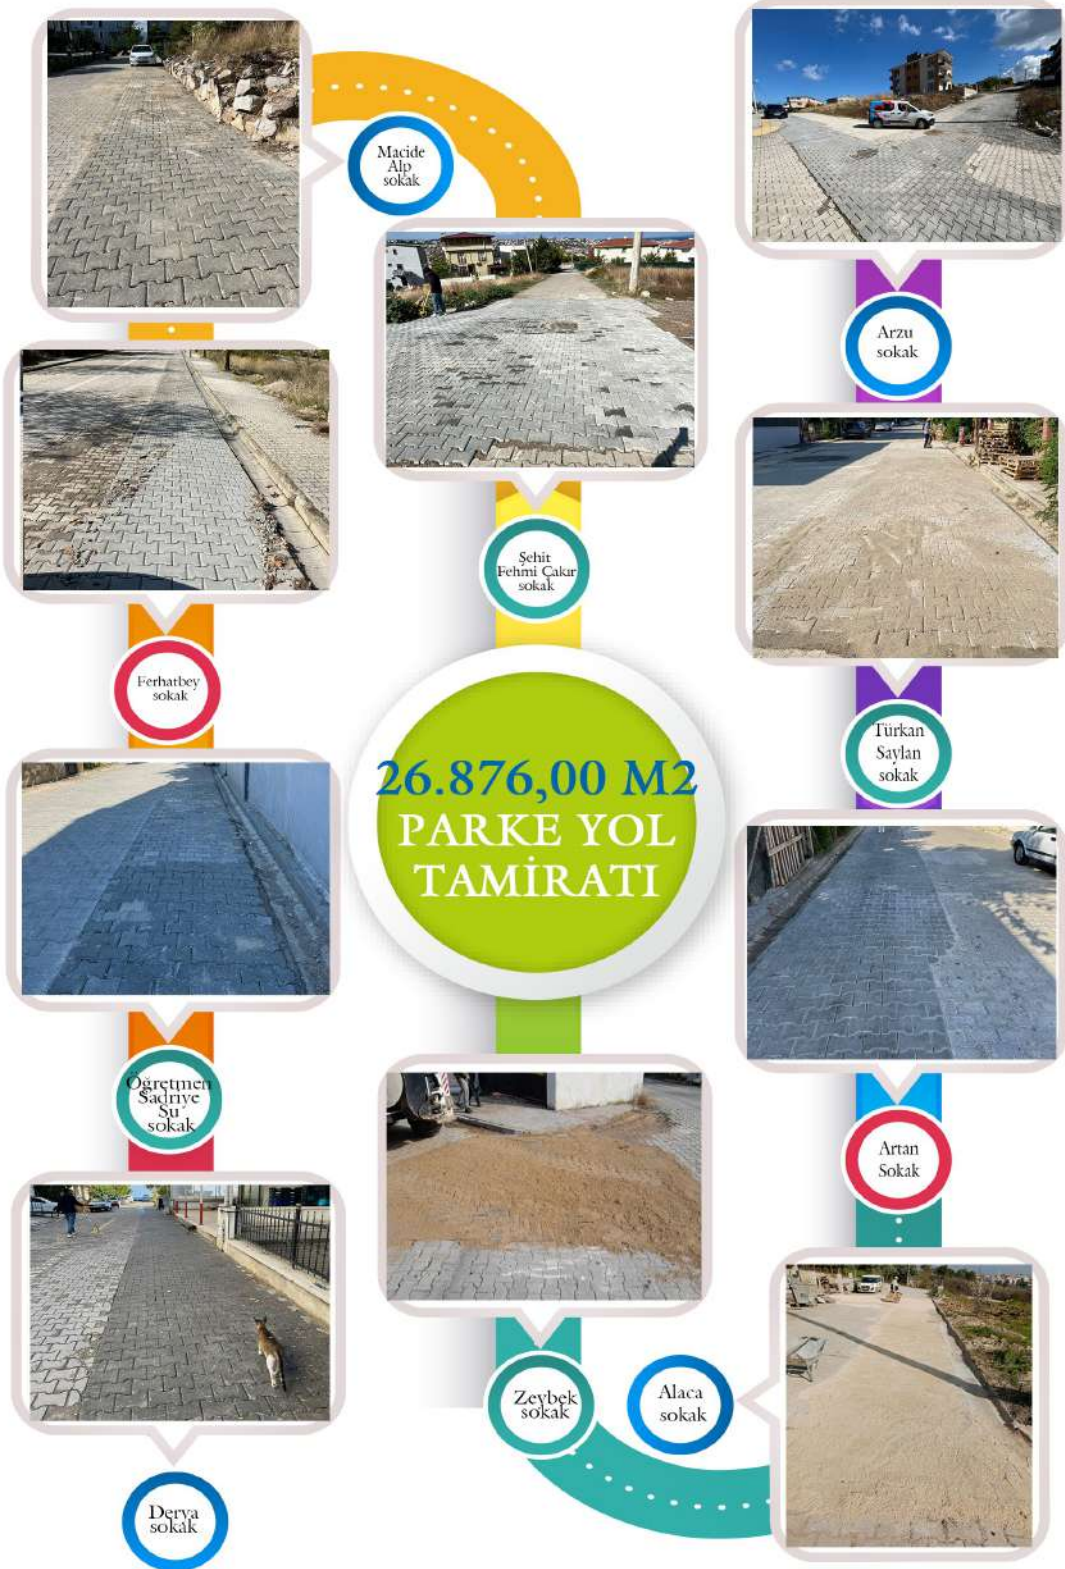 Macide
Alp
sokak
Arzu
sokak
Şehit
Fehmi Çakır
sokak
Ferhatbey
sokak
Türkan
Saylan
sokak
26.876,00 M2
PARKE YOL
TAMİRATI
Öğretmen
Sadriye
Su
sokak
Artan
Sokak
Zeybek
sokak
Alaca
sokak
Derya
sokak